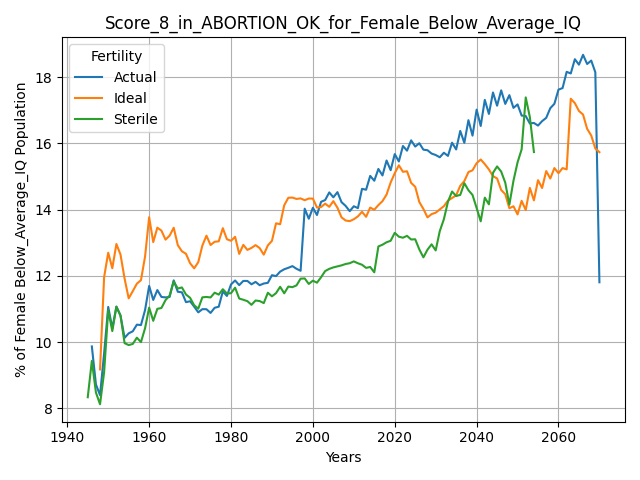 Score_8_in_ABORTION_OK_for_Female_Below_Average_IQ
Fertility
Actual
Ideal
Sterile
% of Female Below_Average_IQ Population
18
16
14
12
10
8
1940
1960
1980
2000
2020
2040
2060
Years